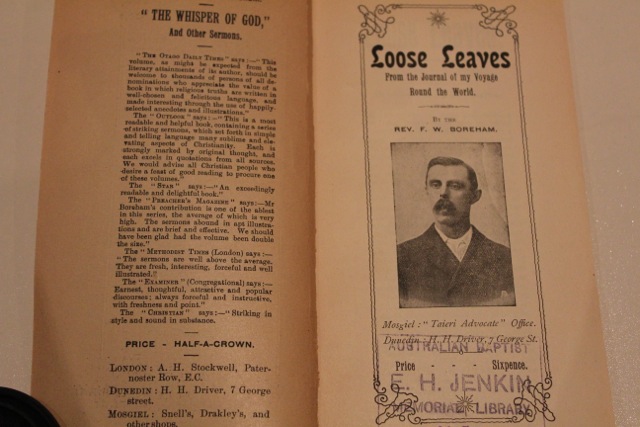 " THE WHISPER OF GOD,"
And Other Sermons.
" THE OTAGO DAILY TIMES " says :—" This
volume, as might be expected from the
literary attainments of its author, should be
welcome to thousands of persons of all de-
nominations who appreciate the value of a
book in which religious truths are written in
well-chosen and felicitous language, and
made interesting through the use of happily-
selected anecdotes and illustrations."
The " OUTLOOK " says : — " This is a most
readable and helpful book, containing a series
of striking sermons, which set forth in simple
and telling language many sublime and ele-
vating aspects of Christianity. Each is
strongly marked by original thought, and
each excels in quotations from all sources.
We would advise all Christian people who
desire a feast of good reading to procure one
of these volumes."
The " STAR " says :—" An exceedingly
readable and delightful book."
The " PREACHER'S MAGAZINE " says :—Mr
Boreham's contribution is one of the ablest
in this series, the average of which is very
high. The sermons abound in apt illustra-
tions and are brief and effective. We should
have been glad had the volume been double
the size."
The " METHODIST TIMES (London) says :—
" The sermons are well above the average.
They are fresh, interesting, forceful and well
illustrated."
The " EXAMINER " (Congregational) says :—
Earnest, thoughtful, attractive and popular
discourses; always forceful and instructive,
with freshness and point."
The " CHRISTIAN " says :—" Striking in
style and sound in substance.
PRICE - HALF-A-CROWN.
LONDON : A. H. Stockwell, Pater-
noster Row, E.C.
DUNEDIN : H. H. Driver, 7 George
street.
MOSGIEL : Snell's, Drakley's, and
other shops.
Loose Leaves
From the Journal of my Voyage
Round the World.
BY THE
REV. F. W. BOREHAM.
Mosgiel : " Taieri Advocate " Office.
Dunedin : H. H. Driver, 7 George St.
AUSTRALIAN BAPTIST
Price - - - Sixpence.
E. H. JENKIN
MEMORIAL LIBRARY